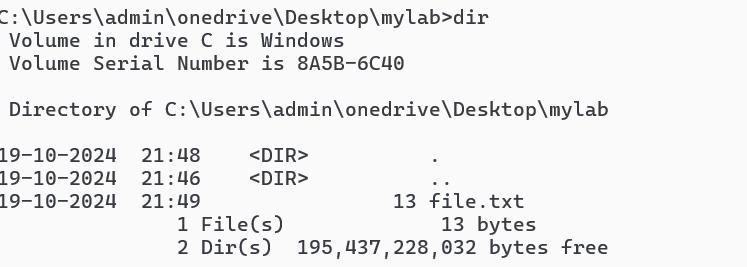 C:\Users\admin\onedrive\Desktop\mylab>dir
 Volume in drive C is Windows
 Volume Serial Number is 8A5B-6C40

 Directory of C:\Users\admin\onedrive\Desktop\mylab

19-10-2024  21:48    <DIR>          .
19-10-2024  21:46    <DIR>          ..
19-10-2024  21:49                13 file.txt
               1 File(s)             13 bytes
               2 Dir(s)  195,437,228,032 bytes free